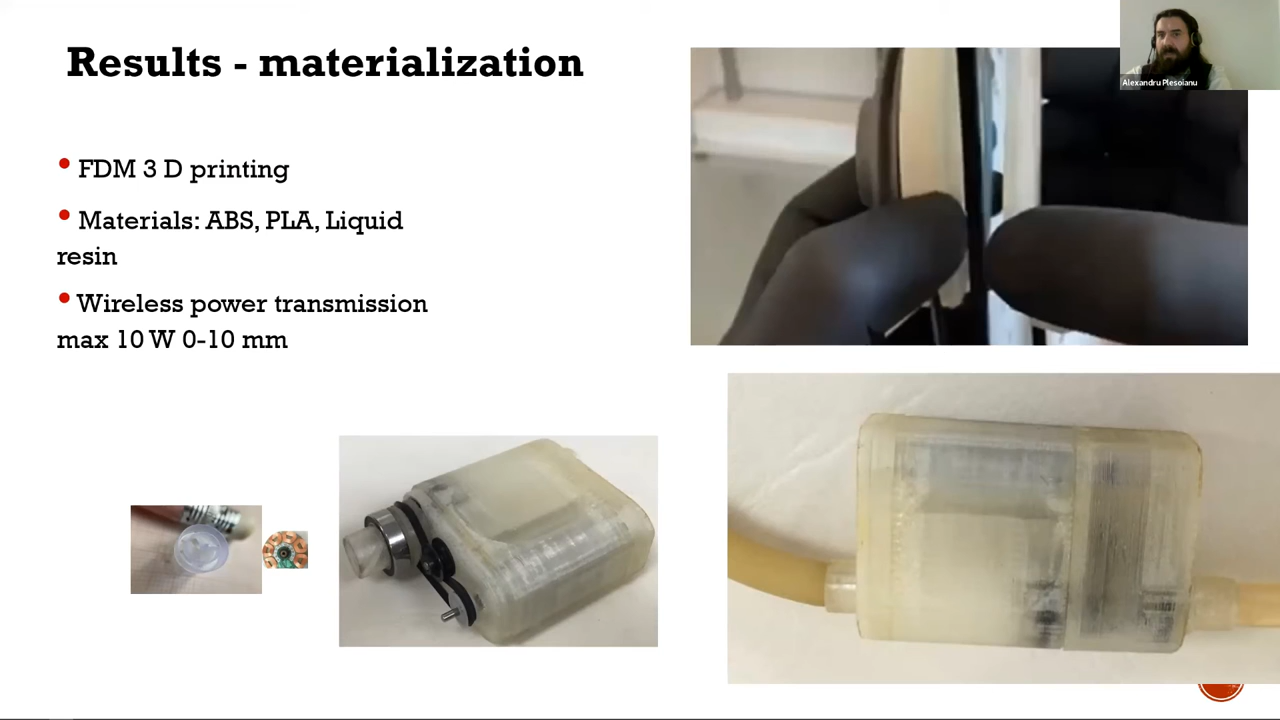 Results - materialization
Alexandru Plesoianu
FDM 3 D printing
Materials: ABS, PLA, Liquid
resin
Wireless power transmission
max 10 W 0-10 mm